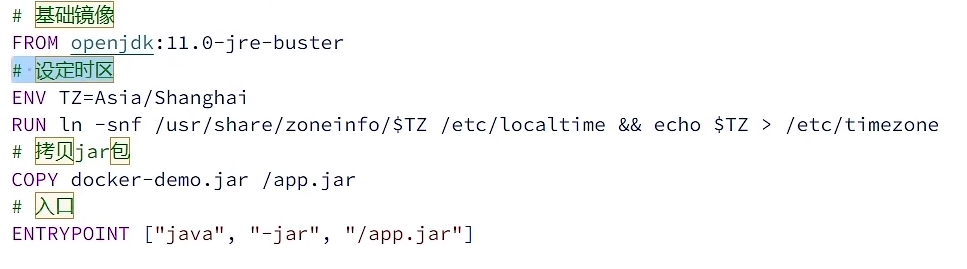 # 基础镜像
FROM openjdk:11.0-jre-buster
# 设定时区
ENV TZ=Asia/Shanghai
RUN ln -snf /usr/share/zoneinfo/$TZ /etc/localtime && echo $TZ > /etc/timezone
# 拷贝jar包
COPY docker-demo.jar /app.jar
# 入口
ENTRYPOINT ["java", "-jar", "/app.jar"]